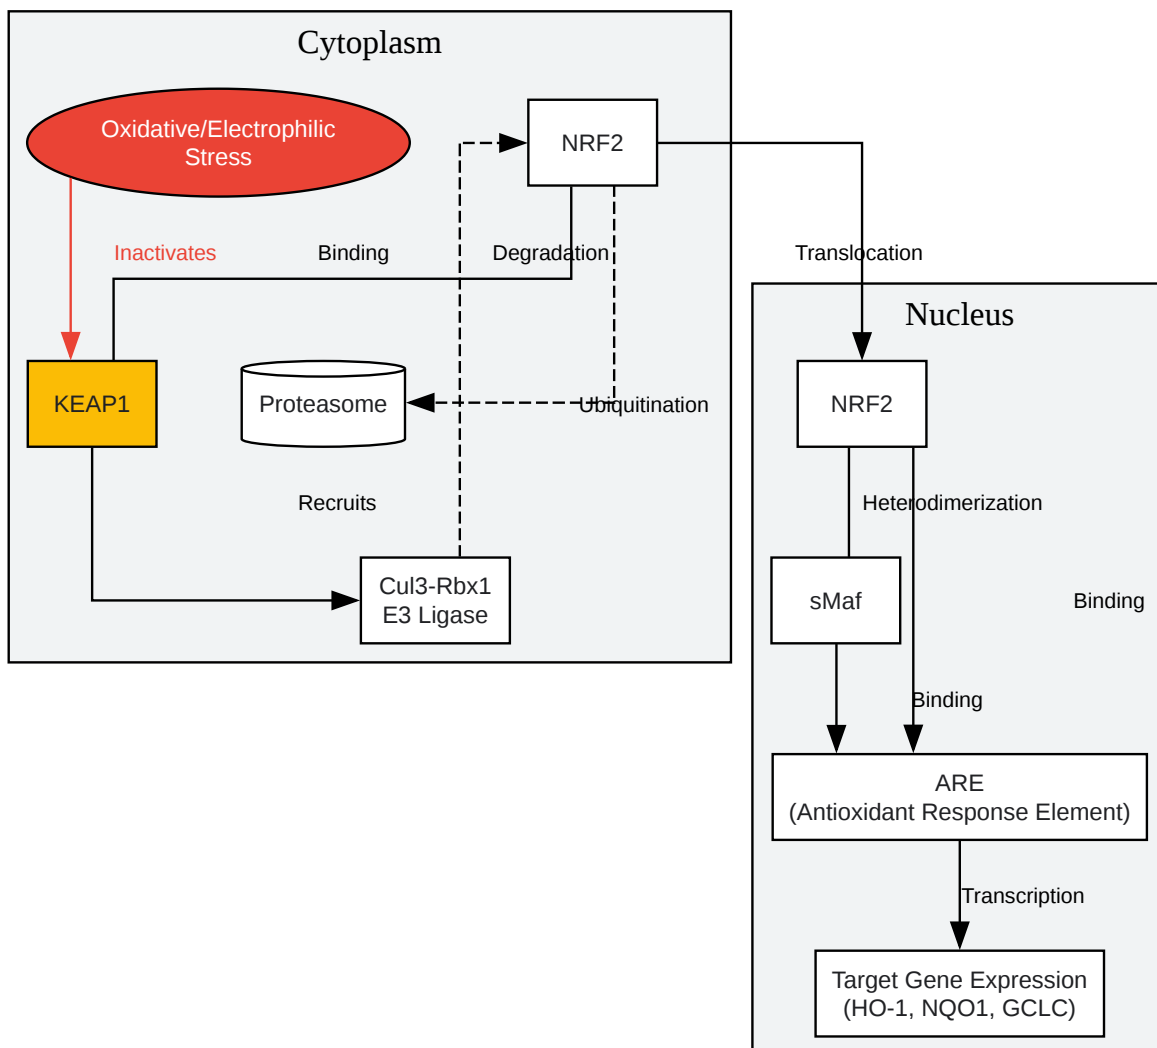 Cytoplasm
Oxidative/Electrophilic
Stress
NRF2
Inactivates
Binding
Degradation
Translocation
Nucleus
KEAP1
Proteasome
Ubiquitination
NRF2
Recruits
Heterodimerization
Cul3-Rbx1
E3 Ligase
sMaf
Binding
Binding
ARE
(Antioxidant Response Element)
Transcription
Target Gene Expression
(HO-1, NQO1, GCLC)